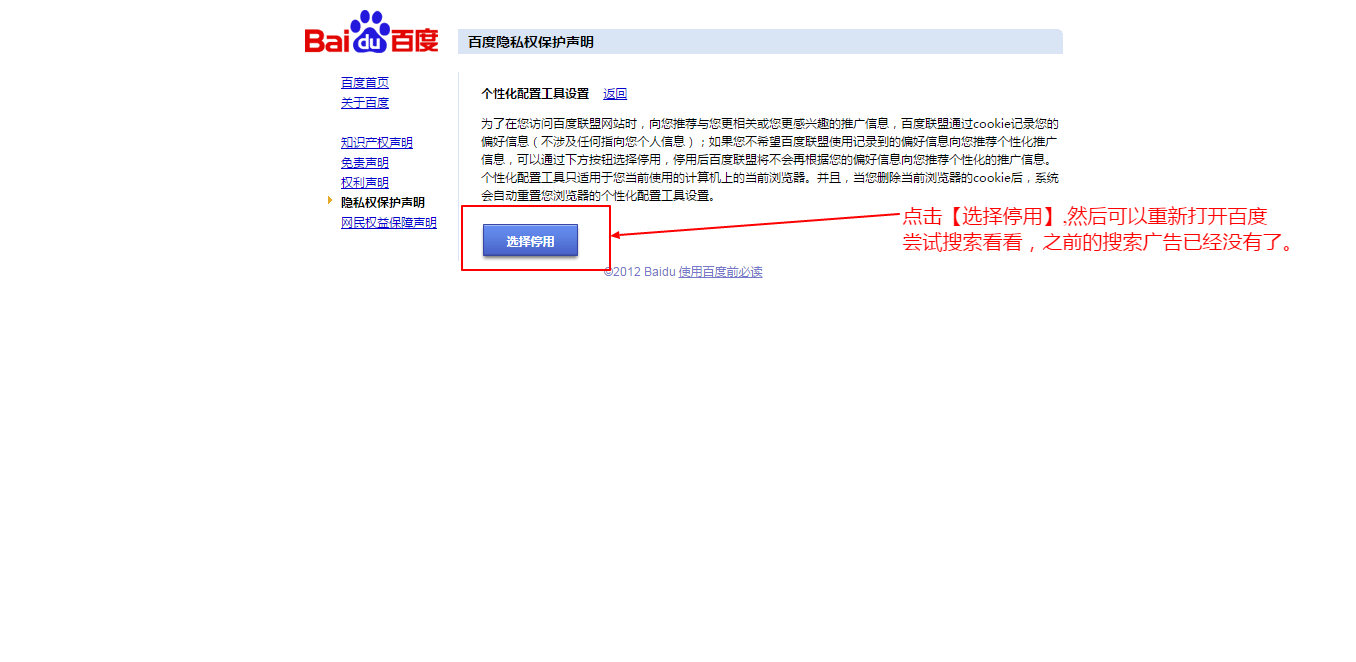 Bai du 百度
百度隐私权保护声明
百度首页
关于百度
知识产权声明
免责声明
权利声明
隐私权保护声明
网民权益保障声明
个性化配置工具设置 返回
为了在您访问百度联盟网站时，向您推荐与您更相关或您更感兴趣的推广信息，百度联盟通过cookie记录您的
偏好信息（不涉及任何指向您个人信息）；如果您不希望百度联盟使用记录到的偏好信息向您推荐个性化推广
信息，可以通过下方按钮选择停用，停用后百度联盟将不会再根据您的偏好信息向您推荐个性化的推广信息。
个性化配置工具只适用于您当前使用的计算机上的当前浏览器。并且，当您删除当前浏览器的cookie后，系统
会自动重置您浏览器的个性化配置工具设置。
选择停用
点击【选择停用】.然后可以重新打开百度
尝试搜索看看，之前的搜索广告已经没有了。
©2012 Baidu 使用百度前必读